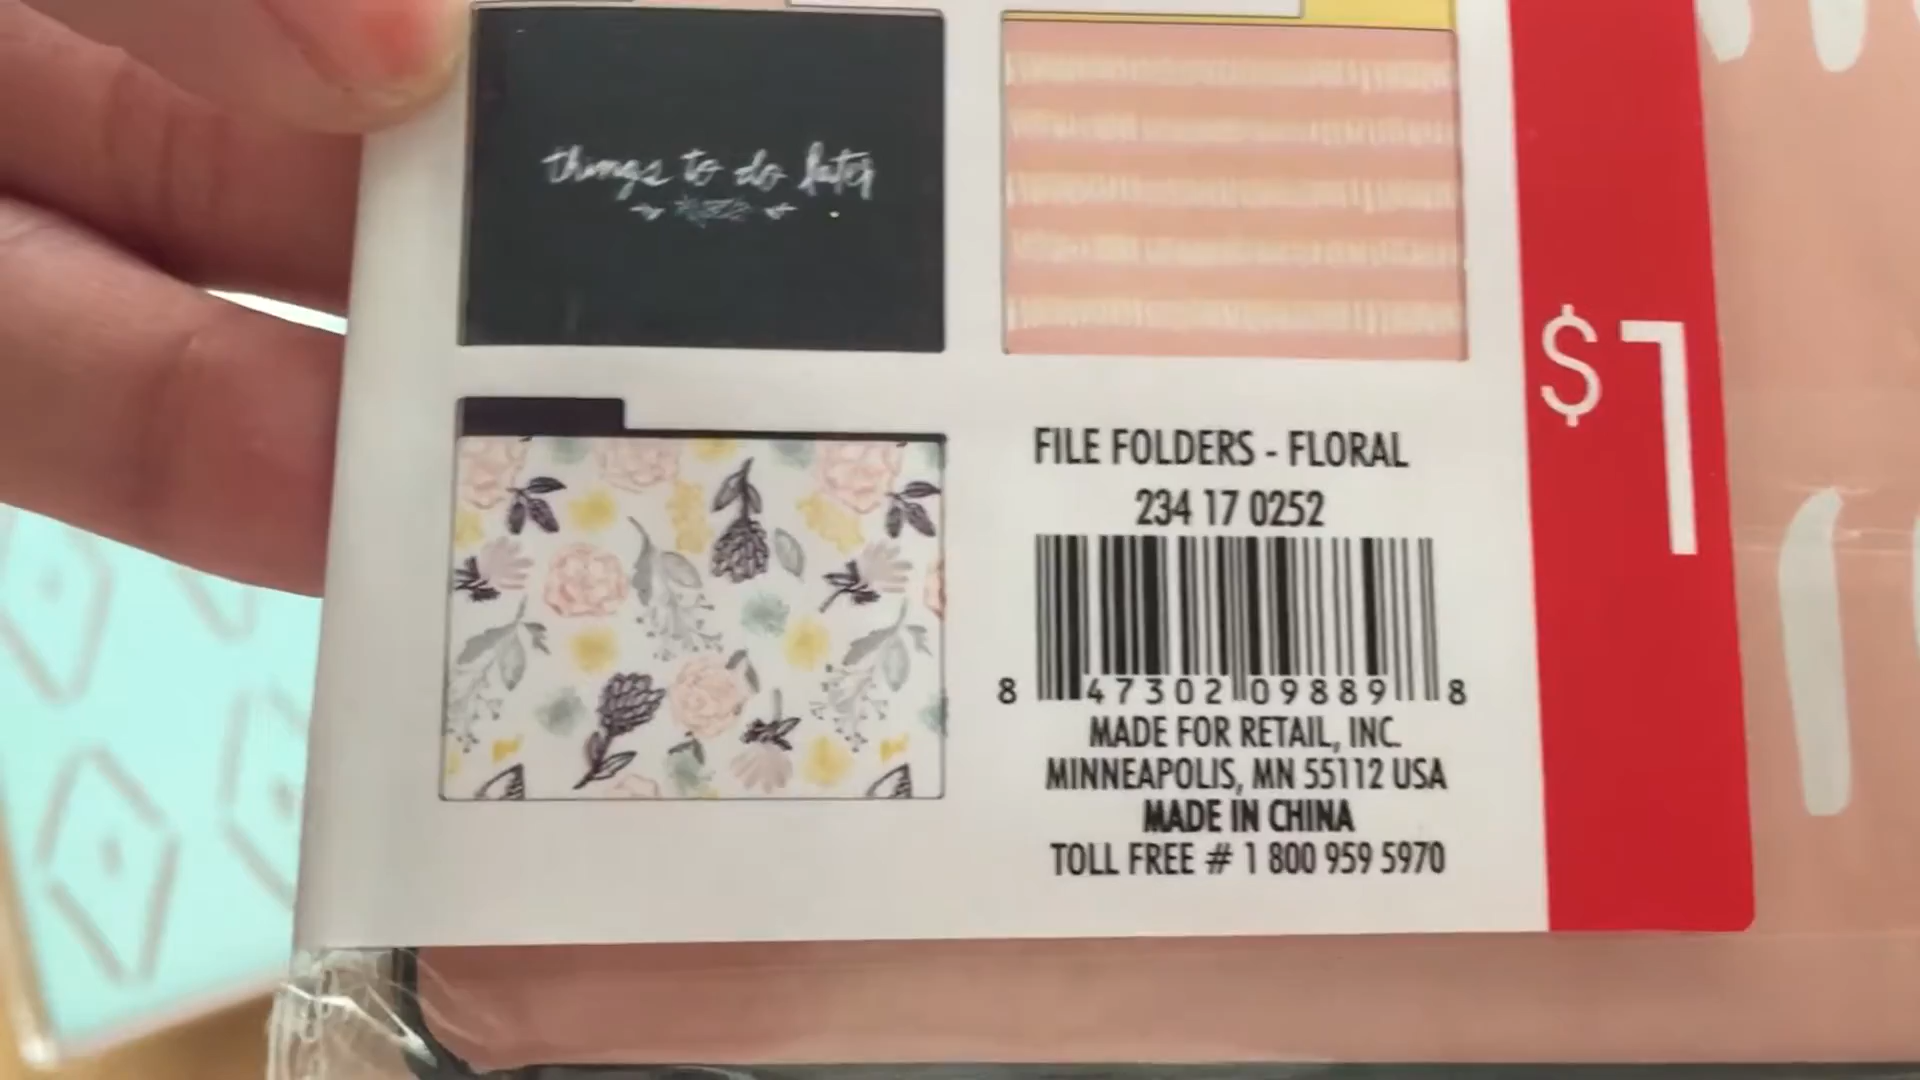 things to do later
$1
FILE FOLDERS - FLORAL
234 17 0252
8 47302 09889 8
MADE FOR RETAIL, INC.
MINNEAPOLIS, MN 55112 USA
MADE IN CHINA
TOLL FREE # 1 800 959 5970